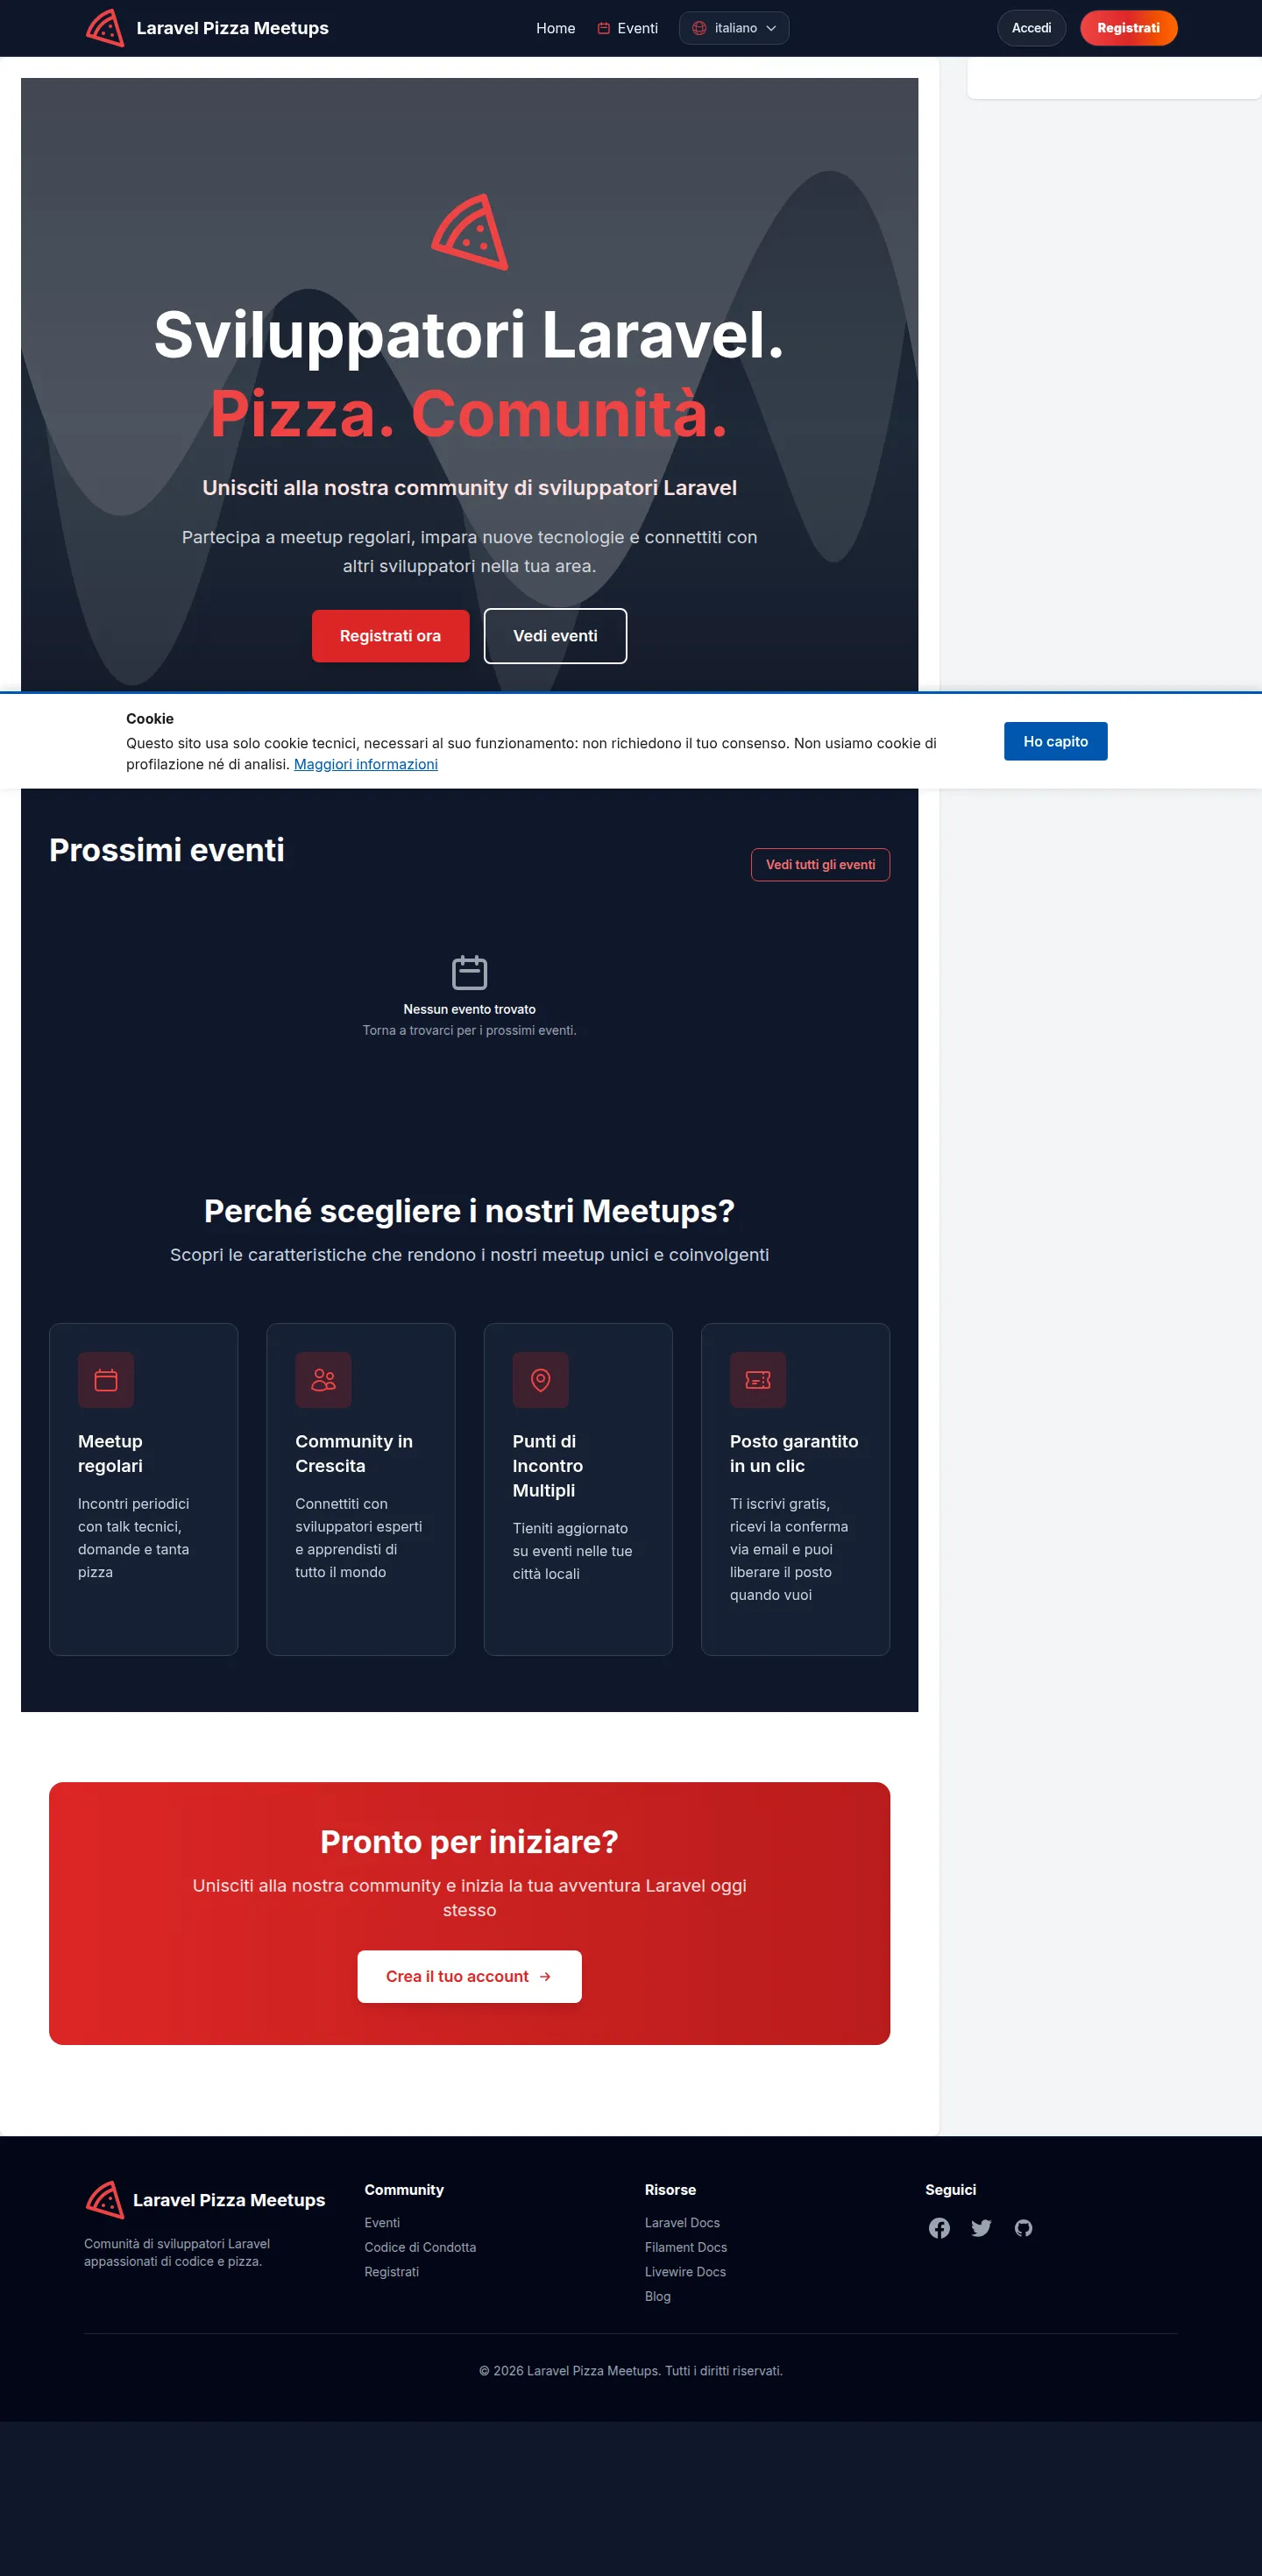 Laravel Pizza Meetups
Home
Eventi
italiano
Accedi
Registrati
Sviluppatori Laravel.
Pizza. Comunità.
Unisciti alla nostra community di sviluppatori Laravel
Partecipa a meetup regolari, impara nuove tecnologie e connettiti con
altri sviluppatori nella tua area.
Registrati ora
Vedi eventi
Cookie
Questo sito usa solo cookie tecnici, necessari al suo funzionamento: non richiedono il tuo consenso. Non usiamo cookie di
profilazione né di analisi. Maggiori informazioni
Ho capito
Prossimi eventi
Vedi tutti gli eventi
Nessun evento trovato
Torna a trovarci per i prossimi eventi.
Perché scegliere i nostri Meetups?
Scopri le caratteristiche che rendono i nostri meetup unici e coinvolgenti
Meetup
regolari
Incontri periodici
con talk tecnici,
domande e tanta
pizza
Community in
Crescita
Connettiti con
sviluppatori esperti
e apprendisti di
tutto il mondo
Punti di
Incontro
Multipli
Tieniti aggiornato
su eventi nelle tue
città locali
Posto garantito
in un clic
Ti iscrivi gratis,
ricevi la conferma
via email e puoi
liberare il posto
quando vuoi
Pronto per iniziare?
Unisciti alla nostra community e inizia la tua avventura Laravel oggi
stesso
Crea il tuo account
Laravel Pizza Meetups
Comunità di sviluppatori Laravel
appassionati di codice e pizza.
Community
Eventi
Codice di Condotta
Registrati
Risorse
Laravel Docs
Filament Docs
Livewire Docs
Blog
Seguici
© 2026 Laravel Pizza Meetups. Tutti i diritti riservati.